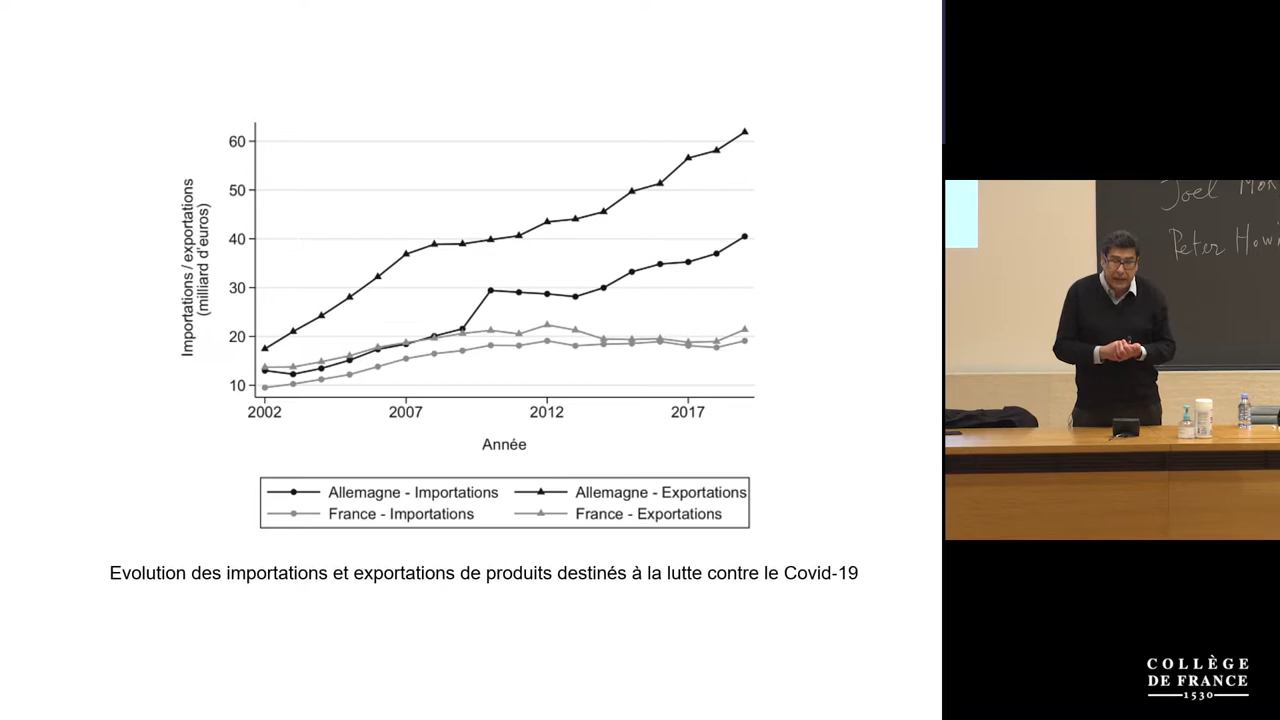 60
50
40
30
20
10
Importations / exportations
(milliard d'euros)
2002 2007 2012 2017
Année
Allemagne - Importations Allemagne - Exportations
France - Importations France - Exportations
Evolution des importations et exportations de produits destinés à la lutte contre le Covid-19
Joel
Peter
COLLÈGE
DE FRANCE
1530